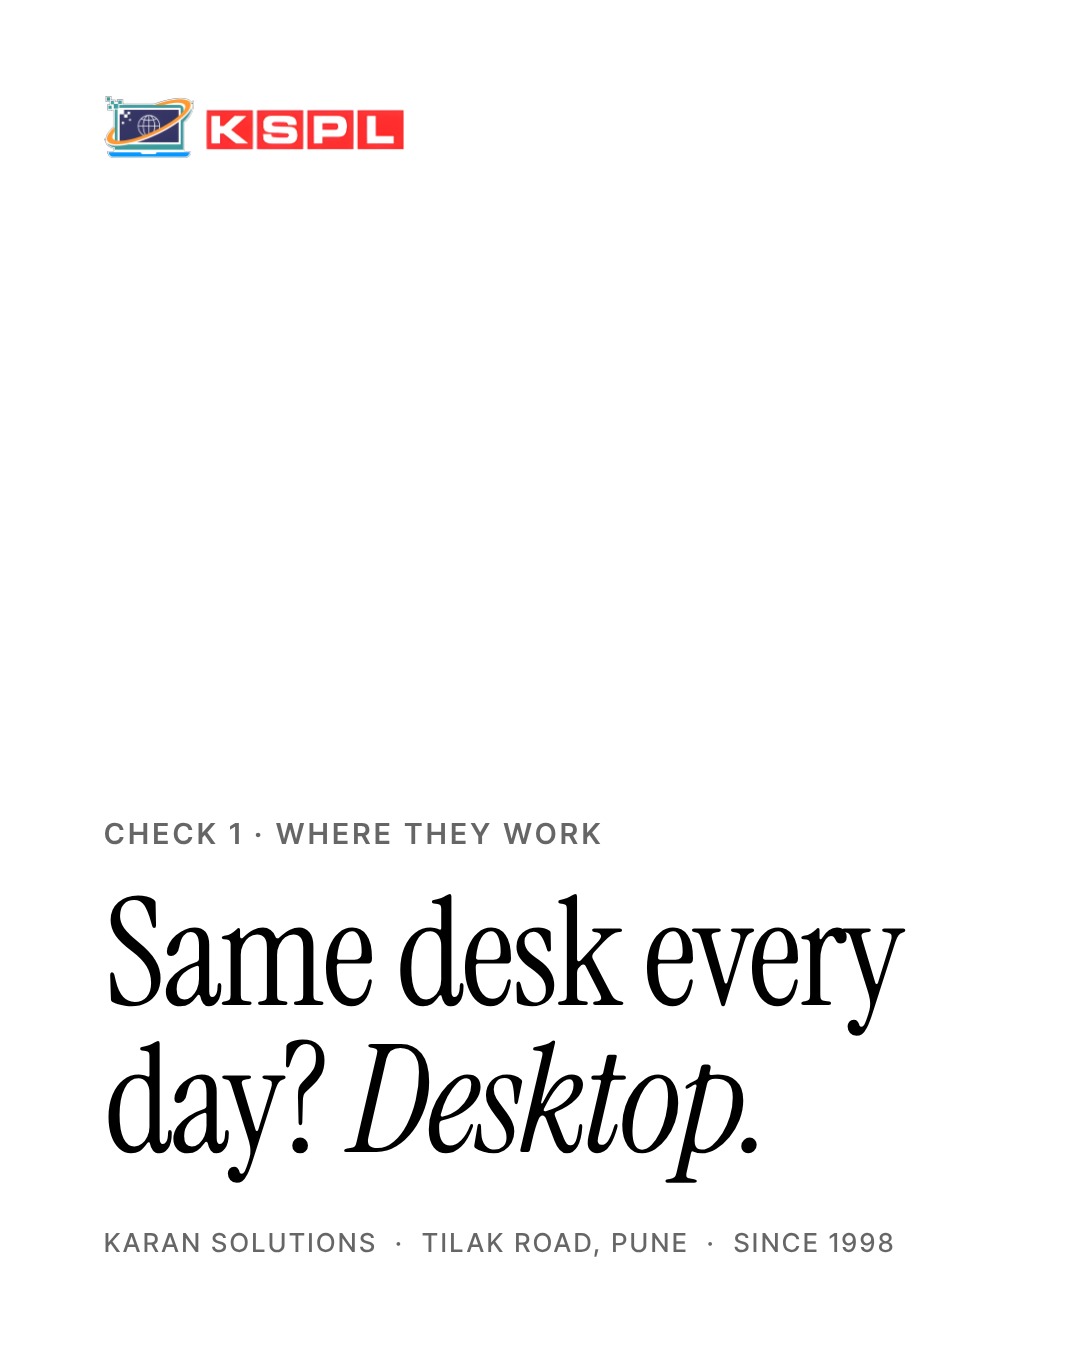 KSPL
CHECK 1 · WHERE THEY WORK
Same desk every
day? Desktop.
KARAN SOLUTIONS · TILAK ROAD, PUNE · SINCE 1998